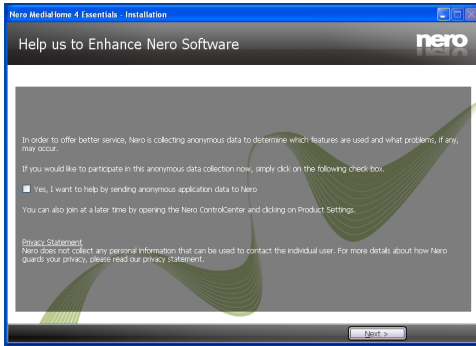 Nero MediaHome 4 Essentials - Installation
Help us to Enhance Nero Software
nero
In order to offer better service, Nero is collecting anonymous data to determine which features are used and what problems, if any,
may occur.
If you would like to participate in this anonymous data collection now, simply click on the following check box.
Yes, I want to help by sending anonymous application data to Nero
You can also join at a later time by opening the Nero ControlCenter and clicking on Product Settings.
Privacy Statement
Nero does not collect any personal information that can be used to contact the individual user. For more details about how Nero
guards your privacy, please read our privacy statement.
Next >